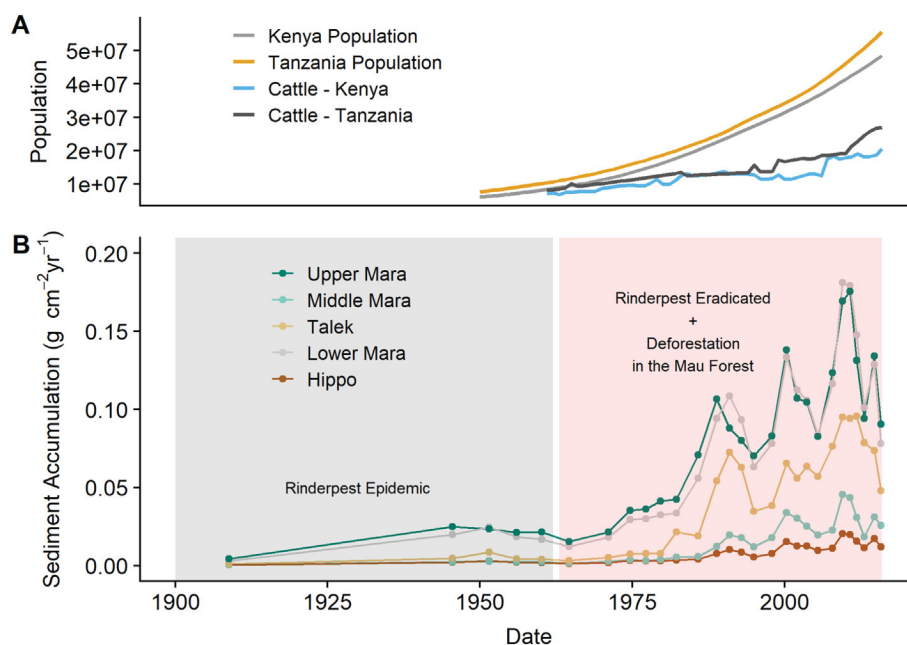 A
Population
5e+07
4e+07
3e+07
2e+07
1e+07
Kenya Population
Tanzania Population
Cattle - Kenya
Cattle - Tanzania
B
Sediment Accumulation (g cm⁻²yr⁻¹)
0.20
0.15
0.10
0.05
0.00
Upper Mara
Middle Mara
Talek
Lower Mara
Hippo
Rinderpest Epidemic
Rinderpest Eradicated
+
Deforestation
in the Mau Forest
1900
1925
1950
1975
2000
2025
Date